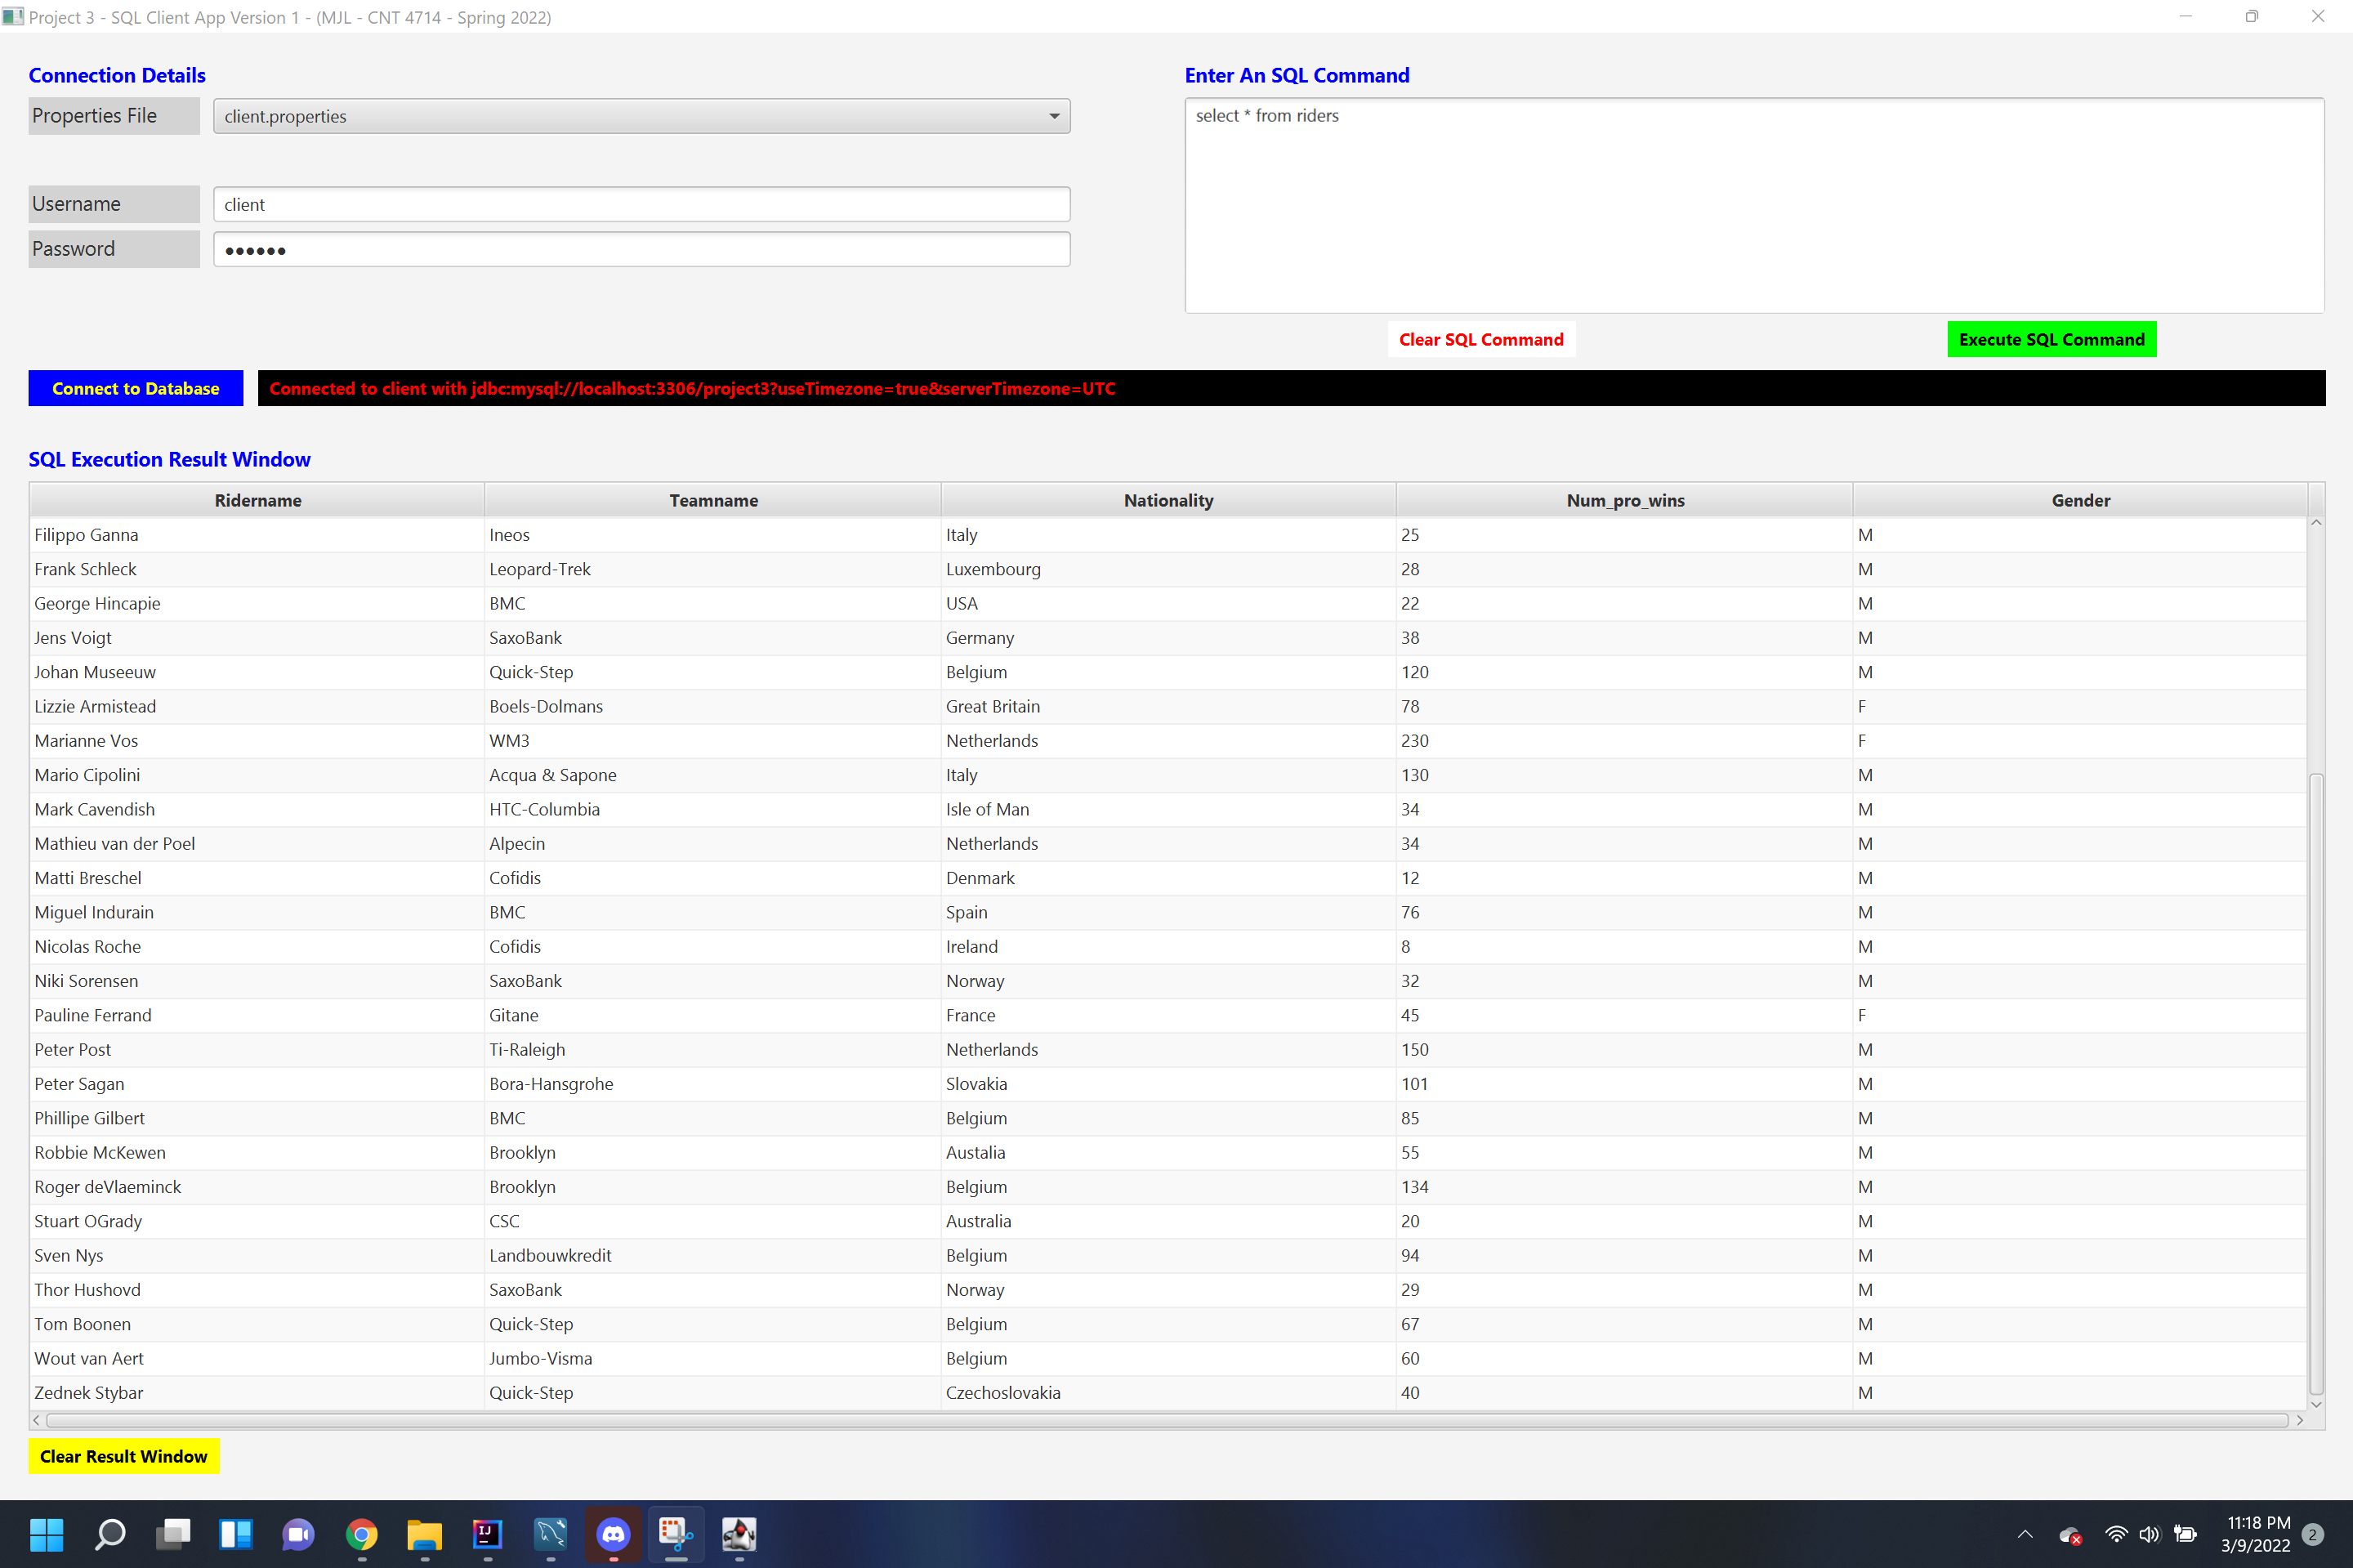 Project 3 - SQL Client App Version 1 - (MJL - CNT 4714 - Spring 2022)
Connection Details
Properties File client.properties
Username client
Password ••••••
Enter An SQL Command
select * from riders
Clear SQL Command Execute SQL Command
Connect to Database Connected to client with jdbc:mysql://localhost:3306/project3?useTimezone=true&serverTimezone=UTC
SQL Execution Result Window
Ridername Teamname Nationality Num_pro_wins Gender
Filippo Ganna Ineos Italy 25 M
Frank Schleck Leopard-Trek Luxembourg 28 M
George Hincapie BMC USA 22 M
Jens Voigt SaxoBank Germany 38 M
Johan Museeuw Quick-Step Belgium 120 M
Lizzie Armistead Boels-Dolmans Great Britain 78 F
Marianne Vos WM3 Netherlands 230 F
Mario Cipolini Acqua & Sapone Italy 130 M
Mark Cavendish HTC-Columbia Isle of Man 34 M
Mathieu van der Poel Alpecin Netherlands 34 M
Matti Breschel Cofidis Denmark 12 M
Miguel Indurain BMC Spain 76 M
Nicolas Roche Cofidis Ireland 8 M
Niki Sorensen SaxoBank Norway 32 M
Pauline Ferrand Gitane France 45 F
Peter Post Ti-Raleigh Netherlands 150 M
Peter Sagan Bora-Hansgrohe Slovakia 101 M
Phillipe Gilbert BMC Belgium 85 M
Robbie McKewen Brooklyn Austalia 55 M
Roger deVlaeminck Brooklyn Belgium 134 M
Stuart OGrady CSC Australia 20 M
Sven Nys Landbouwkredit Belgium 94 M
Thor Hushovd SaxoBank Norway 29 M
Tom Boonen Quick-Step Belgium 67 M
Wout van Aert Jumbo-Visma Belgium 60 M
Zednek Stybar Quick-Step Czechoslovakia 40 M
Clear Result Window
IJ
11:18 PM
3/9/2022 2